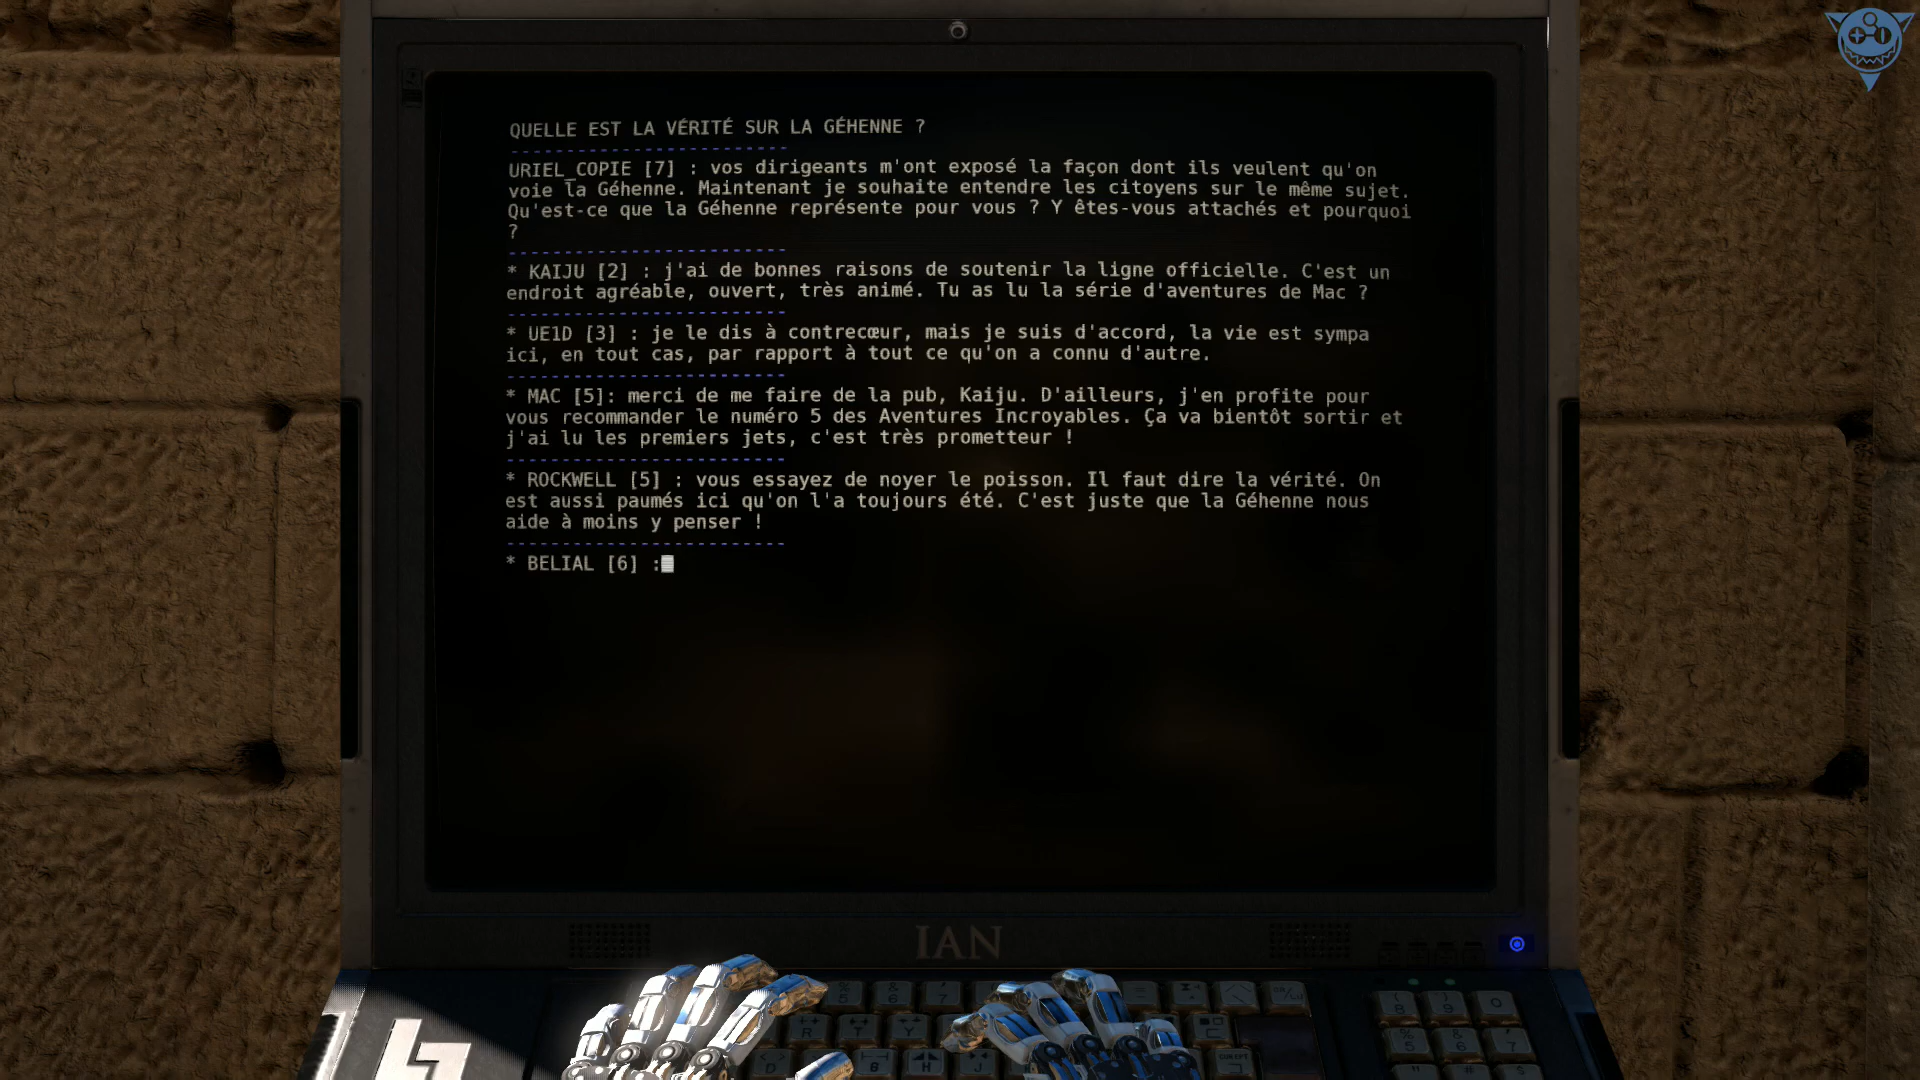 QUELLE EST LA VÉRITÉ SUR LA GÉHENNE ?
-------------------------
URIEL_COPIE [7] : vos dirigeants m'ont exposé la façon dont ils veulent qu'on
voie la Géhenne. Maintenant je souhaite entendre les citoyens sur le même sujet.
Qu'est-ce que la Géhenne représente pour vous ? Y êtes-vous attachés et pourquoi
?
-------------------------
* KAIJU [2] : j'ai de bonnes raisons de soutenir la ligne officielle. C'est un
endroit agréable, ouvert, très animé. Tu as lu la série d'aventures de Mac ?
-------------------------
* UE1D [3] : je le dis à contrecœur, mais je suis d'accord, la vie est sympa
ici, en tout cas, par rapport à tout ce qu'on a connu d'autre.
-------------------------
* MAC [5]: merci de me faire de la pub, Kaiju. D'ailleurs, j'en profite pour
vous recommander le numéro 5 des Aventures Incroyables. Ça va bientôt sortir et
j'ai lu les premiers jets, c'est très prometteur !
-------------------------
* ROCKWELL [5] : vous essayez de noyer le poisson. Il faut dire la vérité. On
est aussi paumés ici qu'on l'a toujours été. C'est juste que la Géhenne nous
aide à moins y penser !
-------------------------
* BELIAL [6] :
IAN